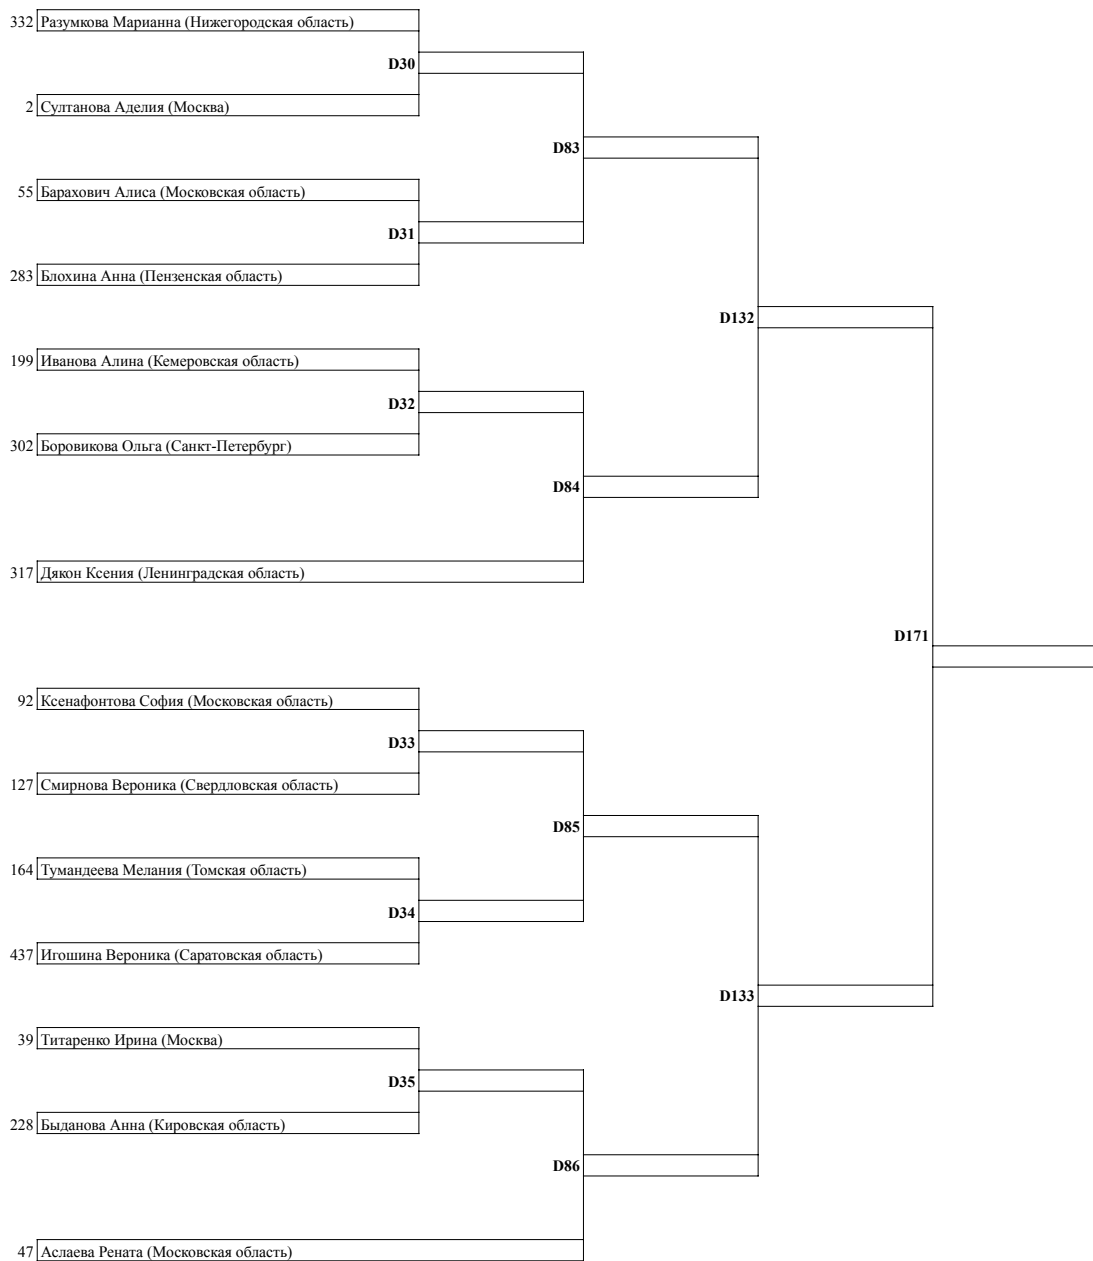 332 Разумкова Марианна (Нижегородская область)
D30
2 Султанова Аделия (Москва)
D83
55 Барахович Алиса (Московская область)
D31
283 Блохина Анна (Пензенская область)
D132
199 Иванова Алина (Кемеровская область)
D32
302 Боровикова Ольга (Санкт-Петербург)
D84
317 Дякон Ксения (Ленинградская область)
D171
92 Ксенафонтова София (Московская область)
D33
127 Смирнова Вероника (Свердловская область)
D85
164 Тумандеева Мелания (Томская область)
D34
437 Игошина Вероника (Саратовская область)
D133
39 Титаренко Ирина (Москва)
D35
228 Быданова Анна (Кировская область)
D86
47 Аслаева Рената (Московская область)